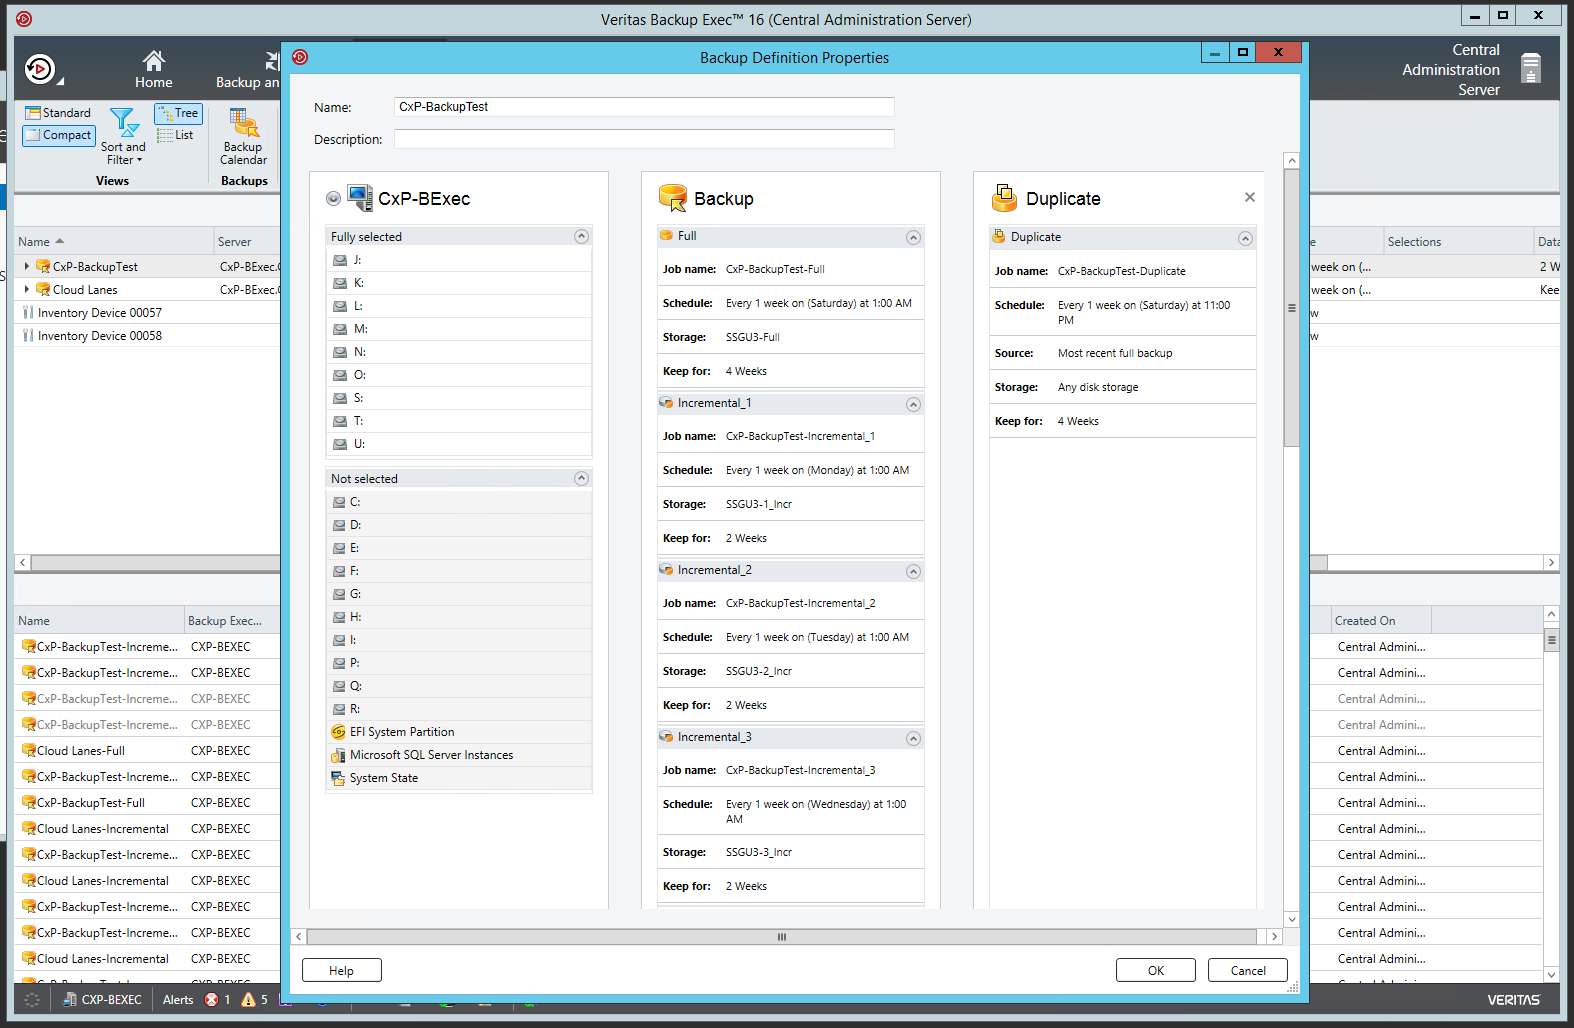 Veritas Backup Exec™ 16 (Central Administration Server)
Home
Backup an
Central
Administration
Server
Standard
Compact
Sort and
Filter
Tree
List
Views
Backup
Calendar
Backups
Name
Server
CxP-BackupTest
CxP-BExec.(
Cloud Lanes
CxP-BExec.(
Inventory Device 00057
Inventory Device 00058
Name
Backup Exec...
CxP-BackupTest-Increme...
CXP-BEXEC
CxP-BackupTest-Increme...
CXP-BEXEC
CxP-BackupTest-Increme...
CXP-BEXEC
CxP-BackupTest-Increme...
CXP-BEXEC
Cloud Lanes-Full
CXP-BEXEC
CxP-BackupTest-Increme...
CXP-BEXEC
CxP-BackupTest-Full
CXP-BEXEC
Cloud Lanes-Incremental
CXP-BEXEC
CxP-BackupTest-Increme...
CXP-BEXEC
Cloud Lanes-Incremental
CXP-BEXEC
CxP-BackupTest-Increme...
CXP-BEXEC
CxP-BackupTest-Increme...
CXP-BEXEC
Cloud Lanes-Incremental
CXP-BEXEC
Backup Definition Properties
Name:
CxP-BackupTest
Description:
CxP-BExec
Fully selected
J:
K:
L:
M:
N:
O:
S:
T:
U:
Not selected
C:
D:
E:
F:
G:
H:
I:
P:
Q:
R:
EFI System Partition
Microsoft SQL Server Instances
System State
Backup
Full
Job name: CxP-BackupTest-Full
Schedule: Every 1 week on (Saturday) at 1:00 AM
Storage: SSGU3-Full
Keep for: 4 Weeks
Incremental_1
Job name: CxP-BackupTest-Incremental_1
Schedule: Every 1 week on (Monday) at 1:00 AM
Storage: SSGU3-1_Incr
Keep for: 2 Weeks
Incremental_2
Job name: CxP-BackupTest-Incremental_2
Schedule: Every 1 week on (Tuesday) at 1:00 AM
Storage: SSGU3-2_Incr
Keep for: 2 Weeks
Incremental_3
Job name: CxP-BackupTest-Incremental_3
Schedule: Every 1 week on (Wednesday) at 1:00
AM
Storage: SSGU3-3_Incr
Keep for: 2 Weeks
Duplicate
Duplicate
Job name: CxP-BackupTest-Duplicate
Schedule: Every 1 week on (Saturday) at 11:00
PM
Source: Most recent full backup
Storage: Any disk storage
Keep for: 4 Weeks
Help
OK
Cancel
e
Selections
Data
week on (...
2 W
week on (...
Kee
w
w
Created On
Central Admini...
Central Admini...
Central Admini...
Central Admini...
Central Admini...
Central Admini...
Central Admini...
Central Admini...
Central Admini...
Central Admini...
Central Admini...
Central Admini...
Central Admini...
CXP-BEXEC
Alerts
1
5
VERITAS